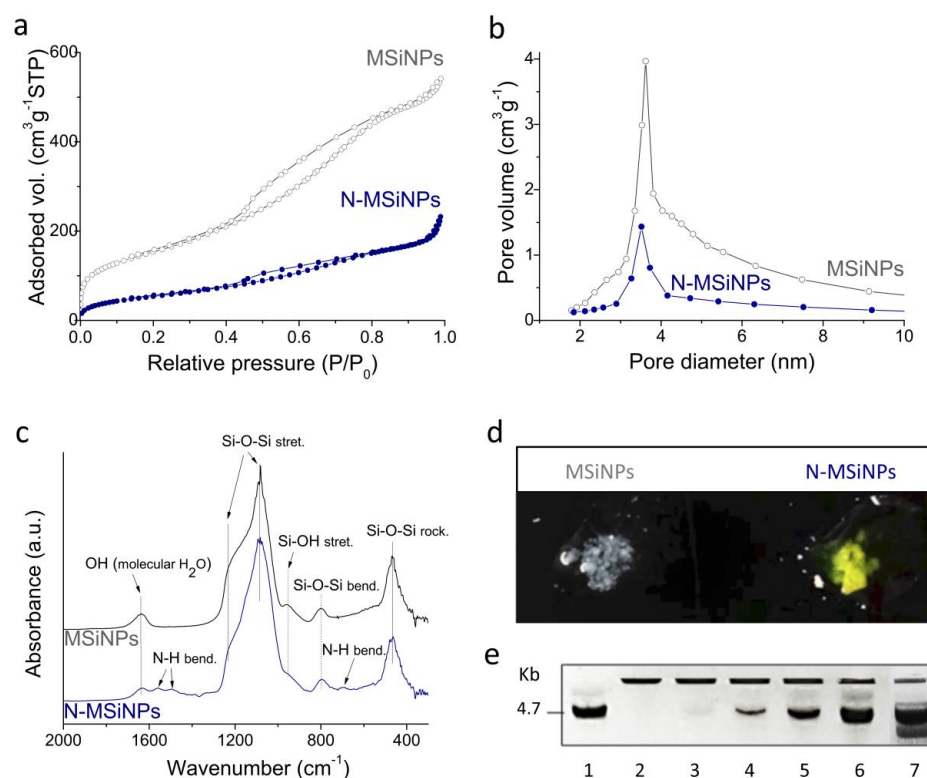 a
600
400
200
0
Adsorbed vol. (cm³g⁻¹STP)
MSiNPs
N-MSiNPs
0.0 0.2 0.4 0.6 0.8 1.0
Relative pressure (P/P₀)
b
4
3
2
1
0
Pore volume (cm³g⁻¹)
N-MSiNPs
MSiNPs
2 4 6 8 10
Pore diameter (nm)
c
Absorbance (a.u.)
Si-O-Si stret.
Si-O-Si rock.
Si-OH stret.
OH (molecular H₂O)
Si-O-Si bend.
MSiNPs
N-H bend.
N-H bend.
N-MSiNPs
2000 1600 1200 800 400
Wavenumber (cm⁻¹)
d
MSiNPs N-MSiNPs
e
Kb
4.7
1 2 3 4 5 6 7